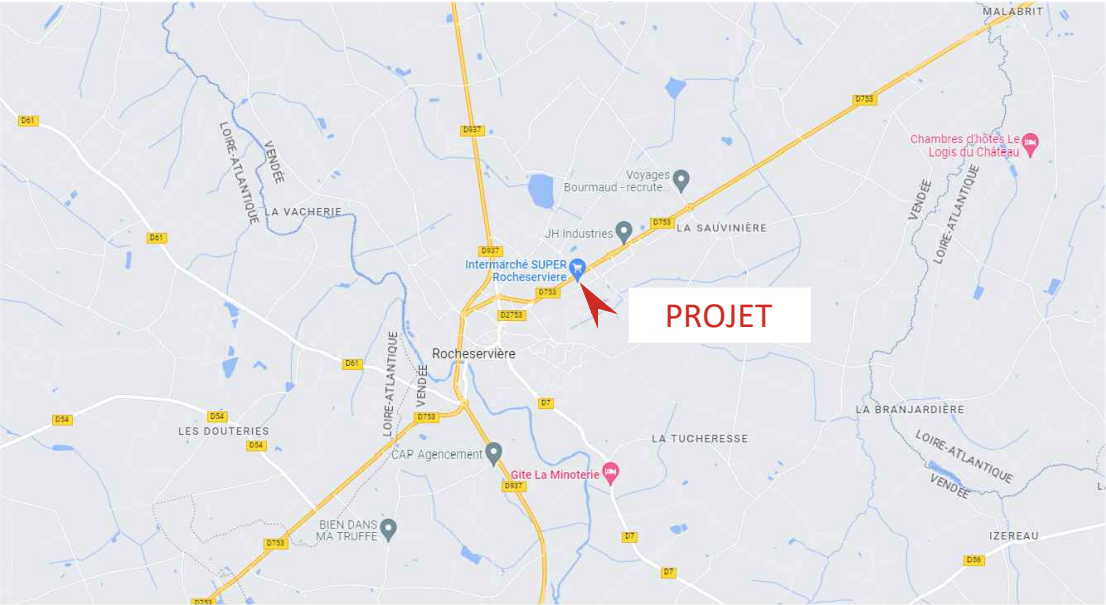 MALABRIT
D753
D61
D937
LOIRE-ATLANTIQUE
VENDÉE
Chambres d'hôtes Le
Logis du Château
Voyages
Bourmaud - recrute...
VENDÉE
LOIRE-ATLANTIQUE
LA VACHERIE
D753
LA SAUVINIÈRE
JH Industries
D61
D937
Intermarché SUPER
Rocheserviere
D753
PROJET
D2753
Rocheservière
LOIRE-ATLANTIQUE
VENDÉE
D61
D7
LA BRANJARDIÈRE
D54
D54
D753
LES DOUTERIES
D54
LA TUCHERESSE
LOIRE-ATLANTIQUE
VENDÉE
CAP Agencement
Gite La Minoterie
D937
L
BIEN DANS
MA TRUFFE
D753
D7
IZEREAU
D56
D7
D753